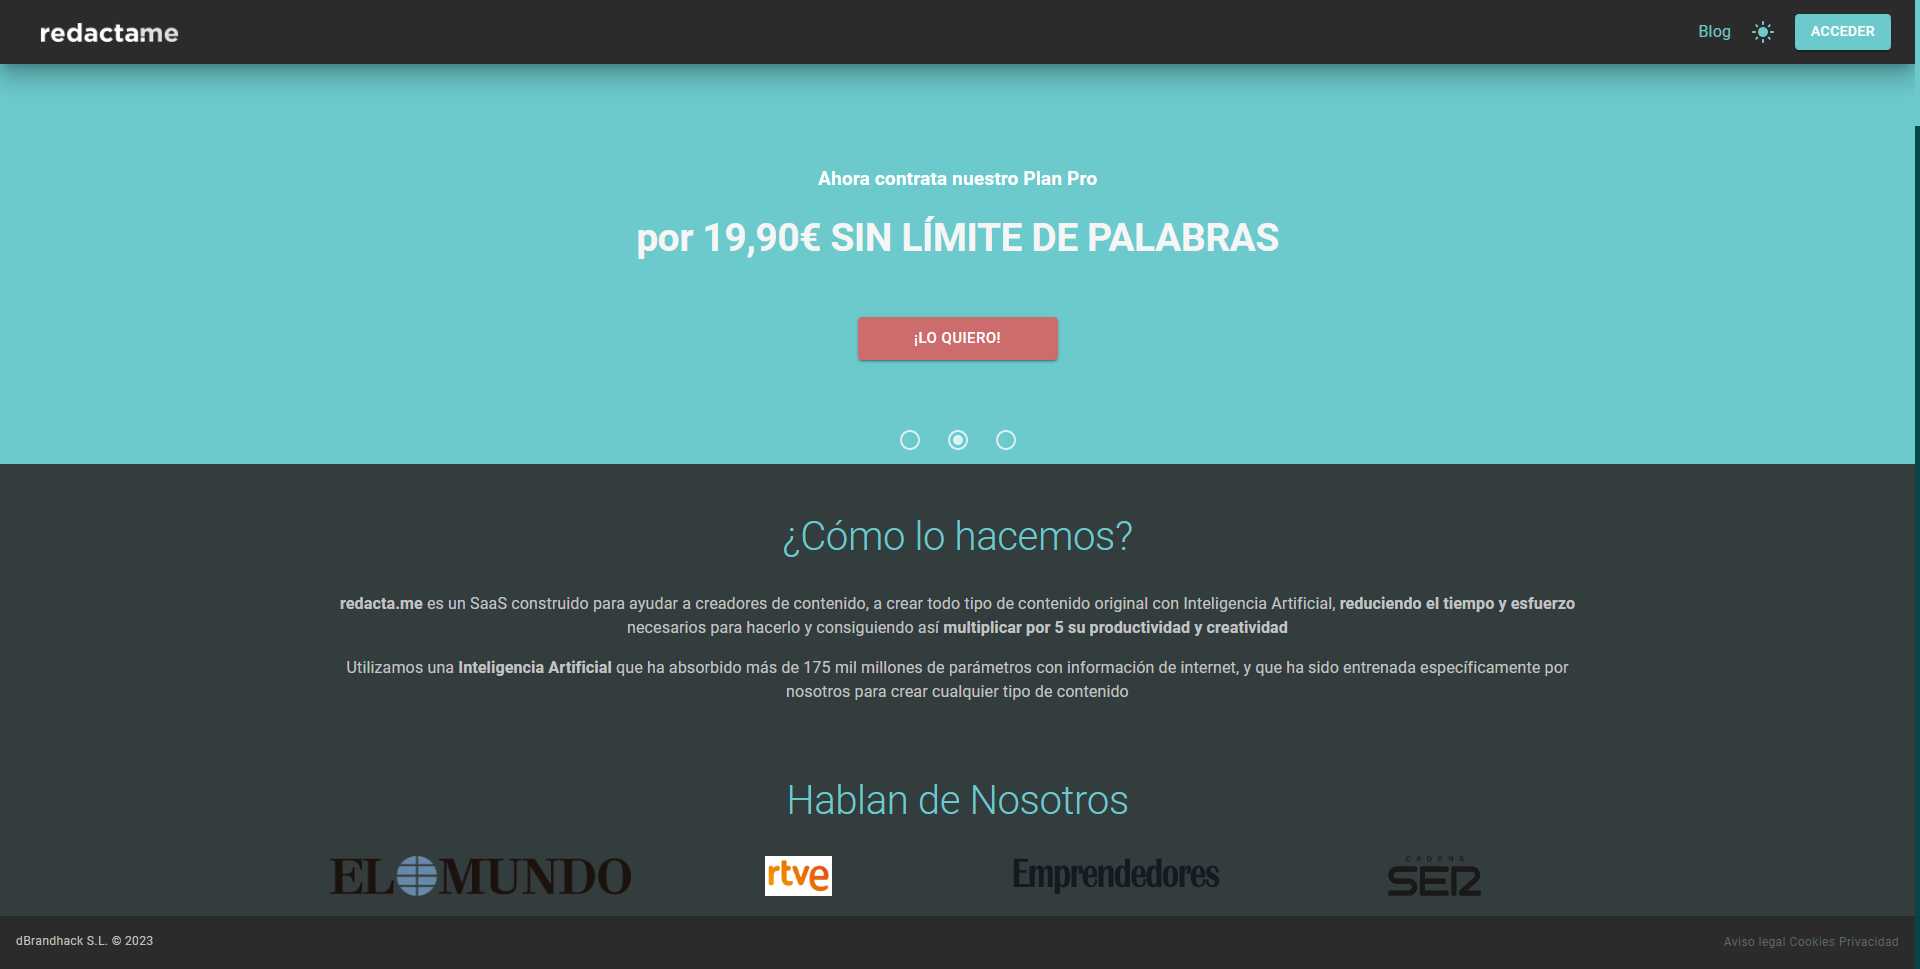 redacta.me
Blog
ACCEDER
Ahora contrata nuestro Plan Pro
por 19,90€ SIN LÍMITE DE PALABRAS
¡LO QUIERO!
¿Cómo lo hacemos?
redacta.me es un SaaS construido para ayudar a creadores de contenido, a crear todo tipo de contenido original con Inteligencia Artificial, reduciendo el tiempo y esfuerzo
necesarios para hacerlo y consiguiendo así multiplicar por 5 su productividad y creatividad
Utilizamos una Inteligencia Artificial que ha absorbido más de 175 mil millones de parámetros con información de internet, y que ha sido entrenada específicamente por
nosotros para crear cualquier tipo de contenido
Hablan de Nosotros
EL MUNDO
rtve
Emprendedores
CADENA
SER
dBrandhack S.L. © 2023
Aviso legal Cookies Privacidad